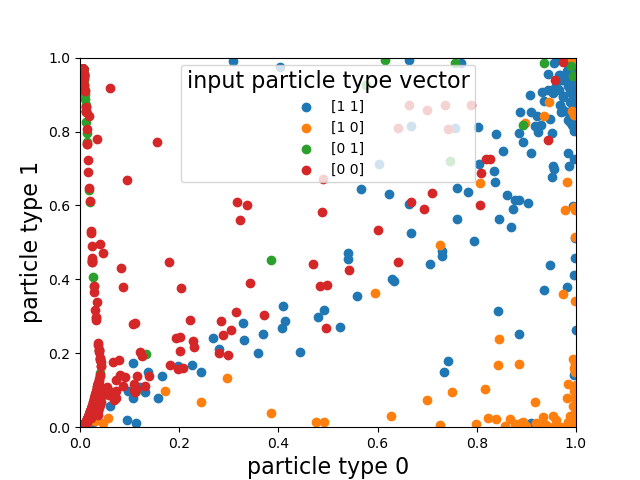 1.0
0.8
0.6
0.4
0.2
0.0
particle type 1
input particle type vector
[1 1]
[1 0]
[0 1]
[0 0]
0.0 0.2 0.4 0.6 0.8 1.0
particle type 0